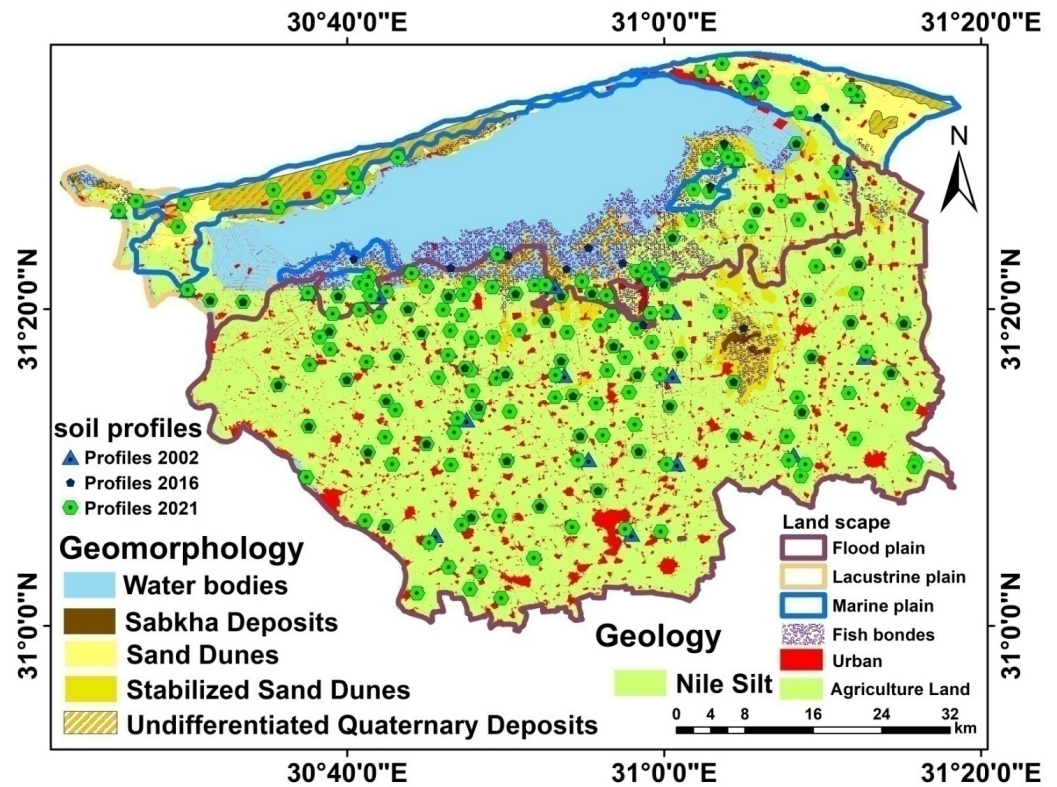 30°40'0"E 31°0'0"E 31°20'0"E
N
31°20'0"N 31°20'0"N
soil profiles
Profiles 2002
Profiles 2016
Profiles 2021
Geomorphology
Water bodies
Sabkha Deposits
Sand Dunes
Stabilized Sand Dunes
Undifferentiated Quaternary Deposits
Geology
Nile Silt
Land scape
Flood plain
Lacustrine plain
Marine plain
Fish bondes
Urban
Agriculture Land
0 4 8 16 24 32
km
31°0'0"N 31°0'0"N
30°40'0"E 31°0'0"E 31°20'0"E